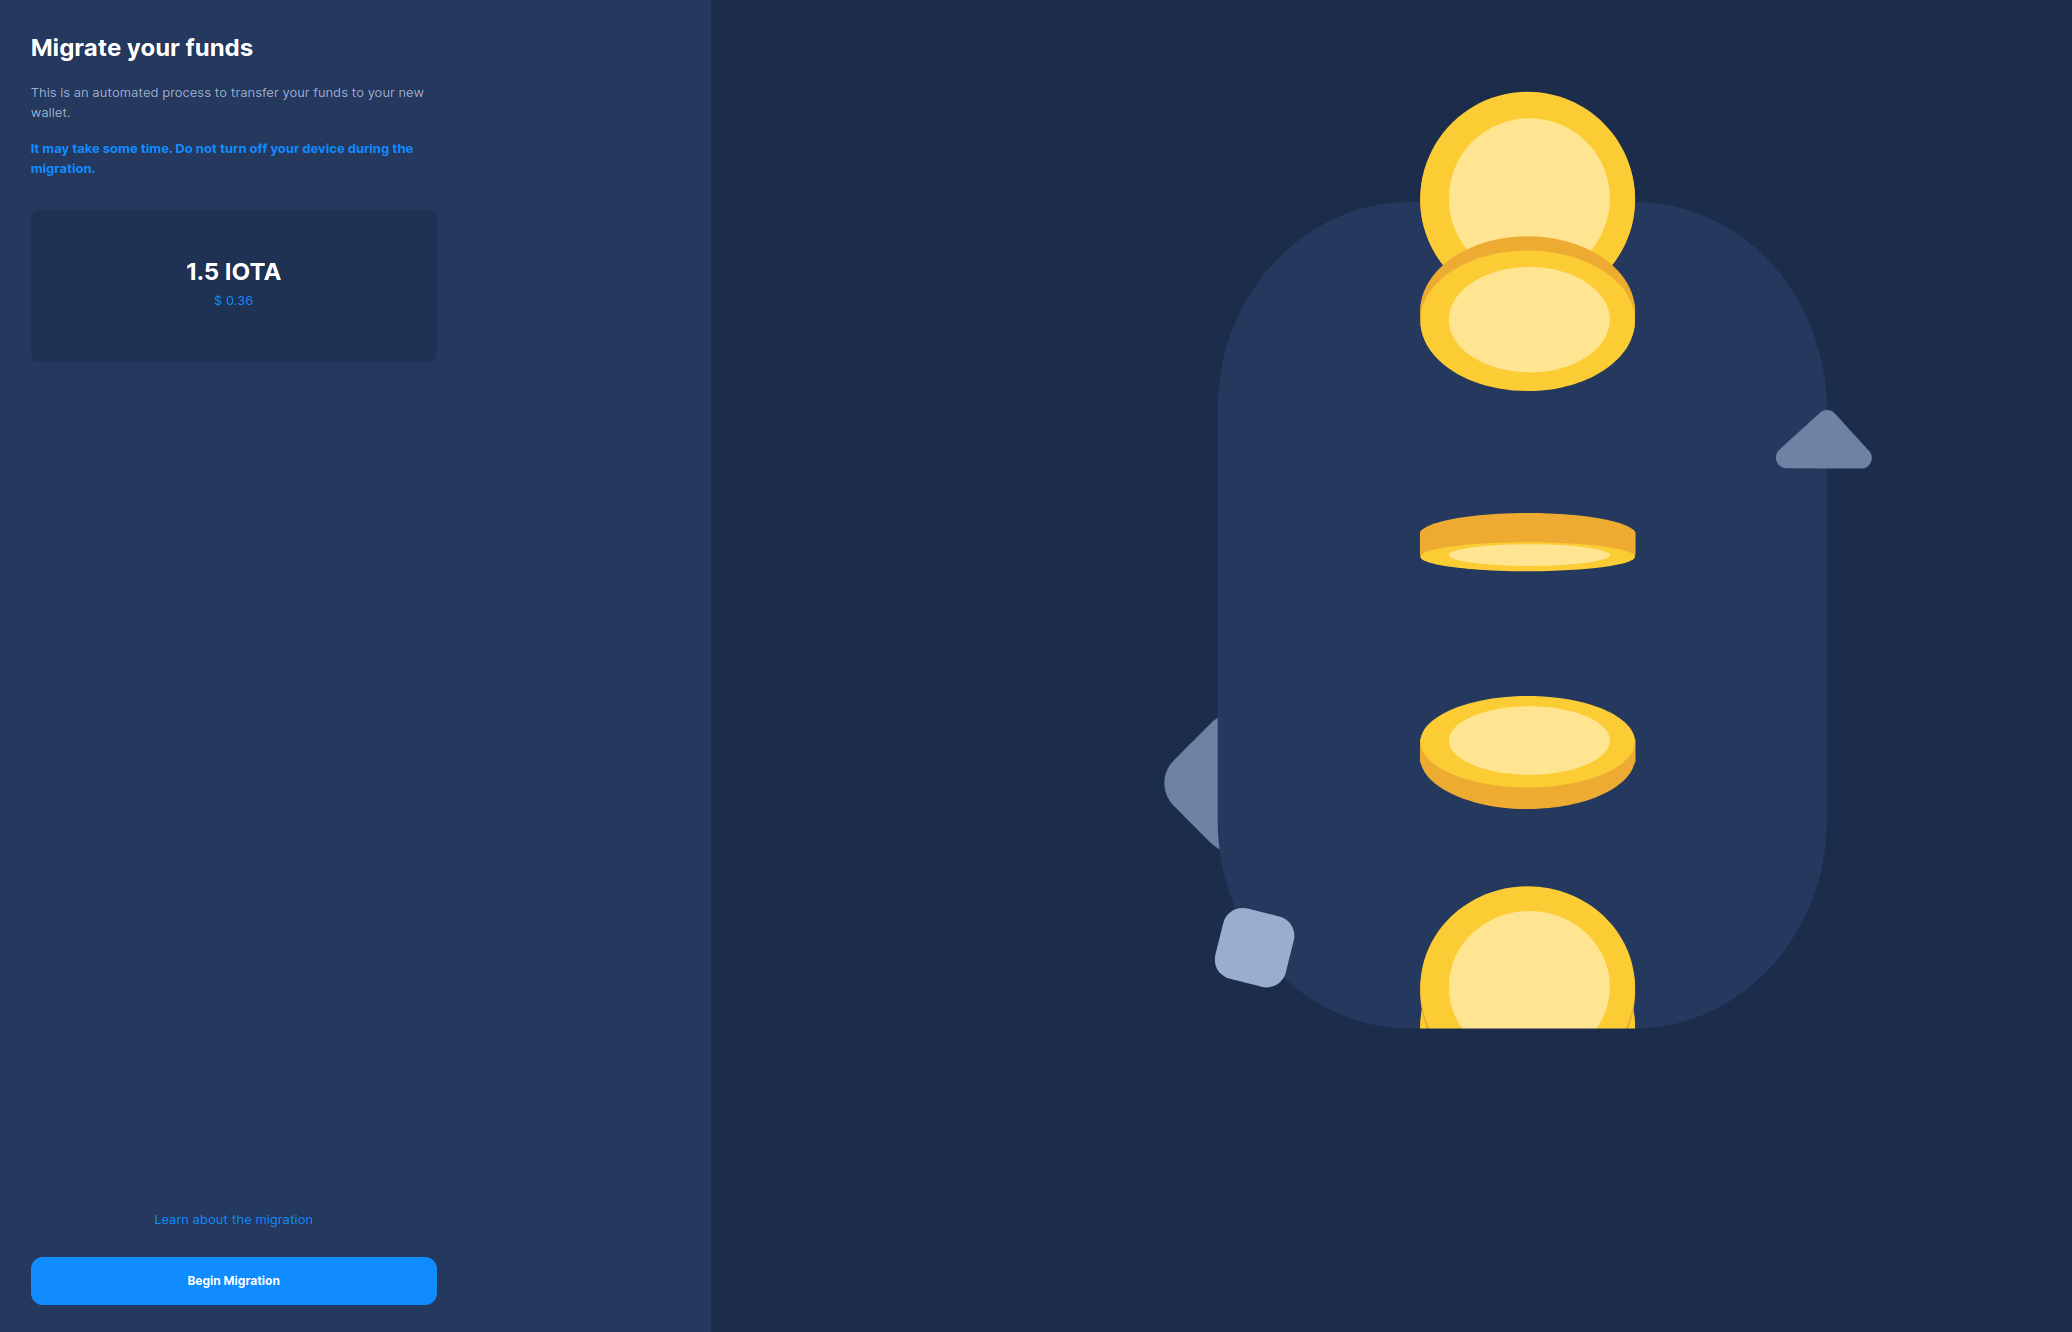 Migrate your funds
This is an automated process to transfer your funds to your new
wallet.
It may take some time. Do not turn off your device during the
migration.
1.5 IOTA
$ 0.36
Learn about the migration
Begin Migration